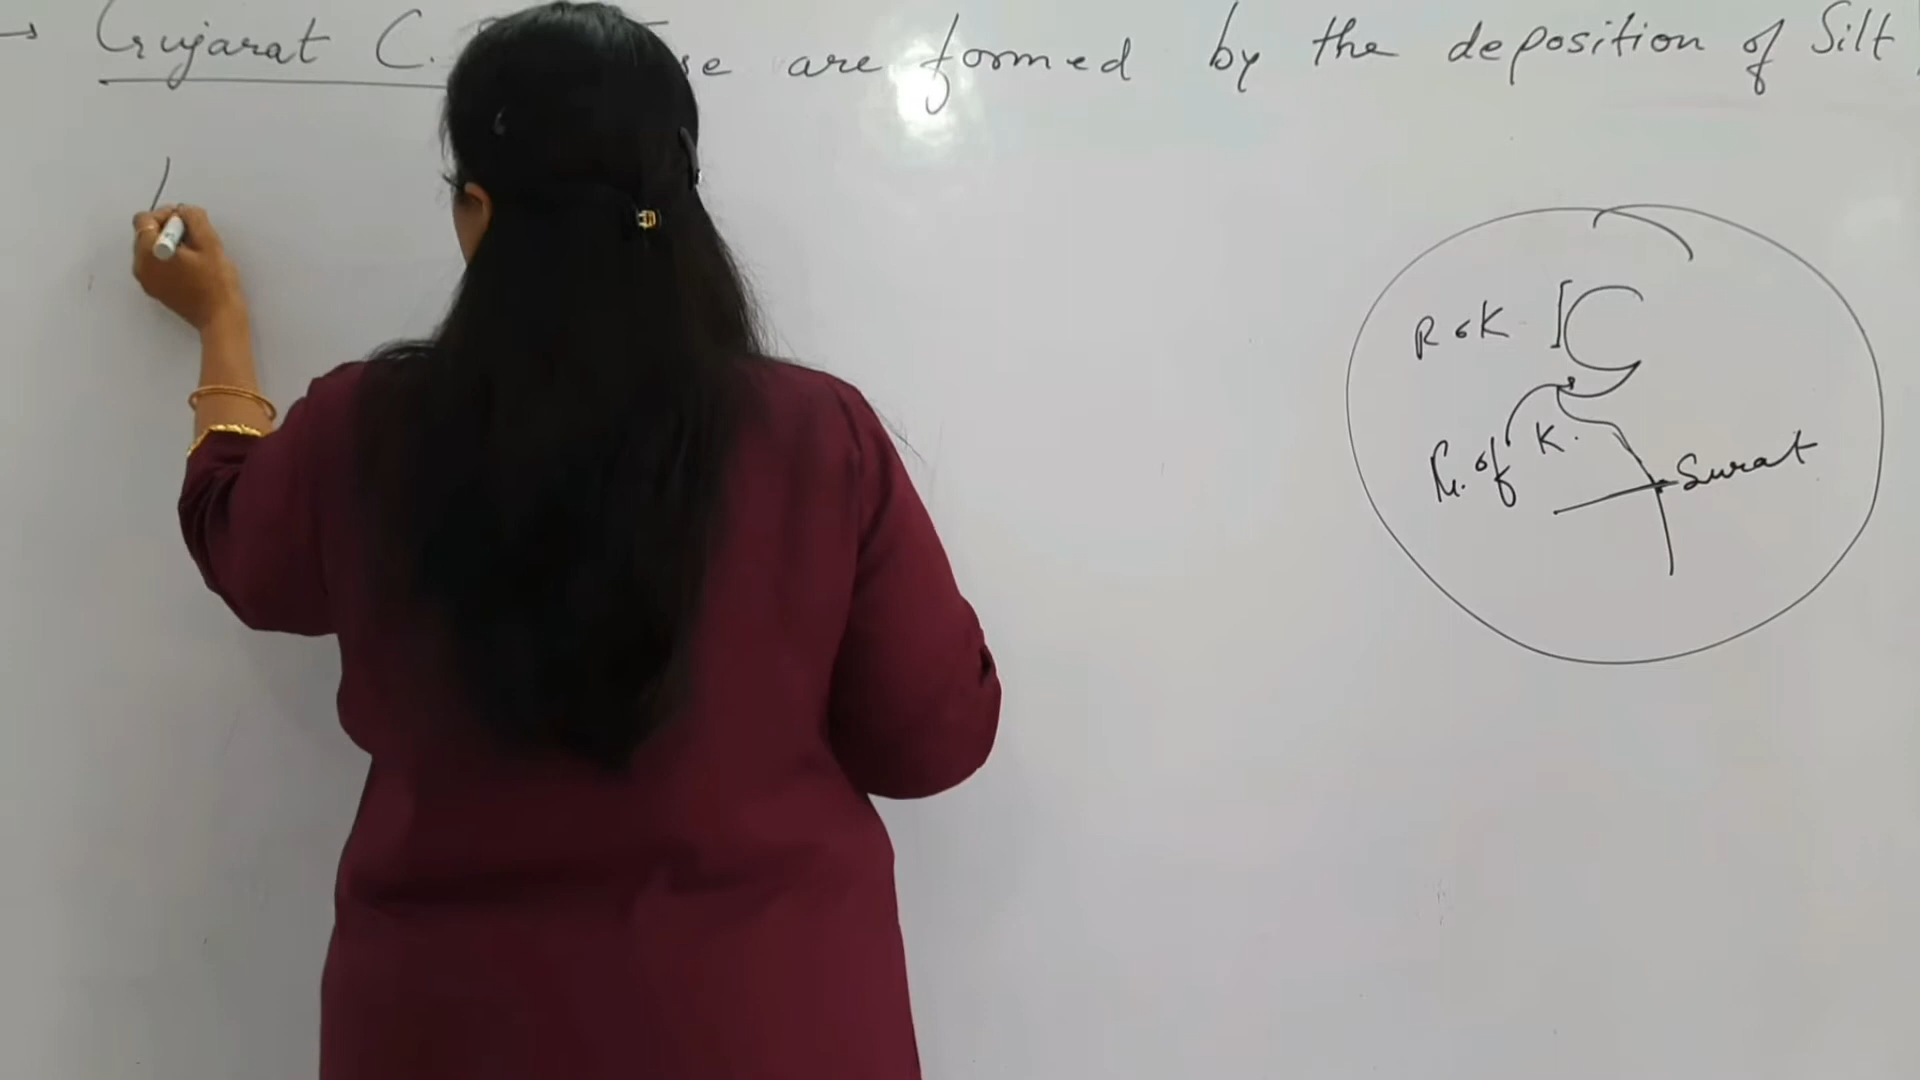 → Gujarat C. are formed by the deposition of Silt
R of K
G. of K.
Surat